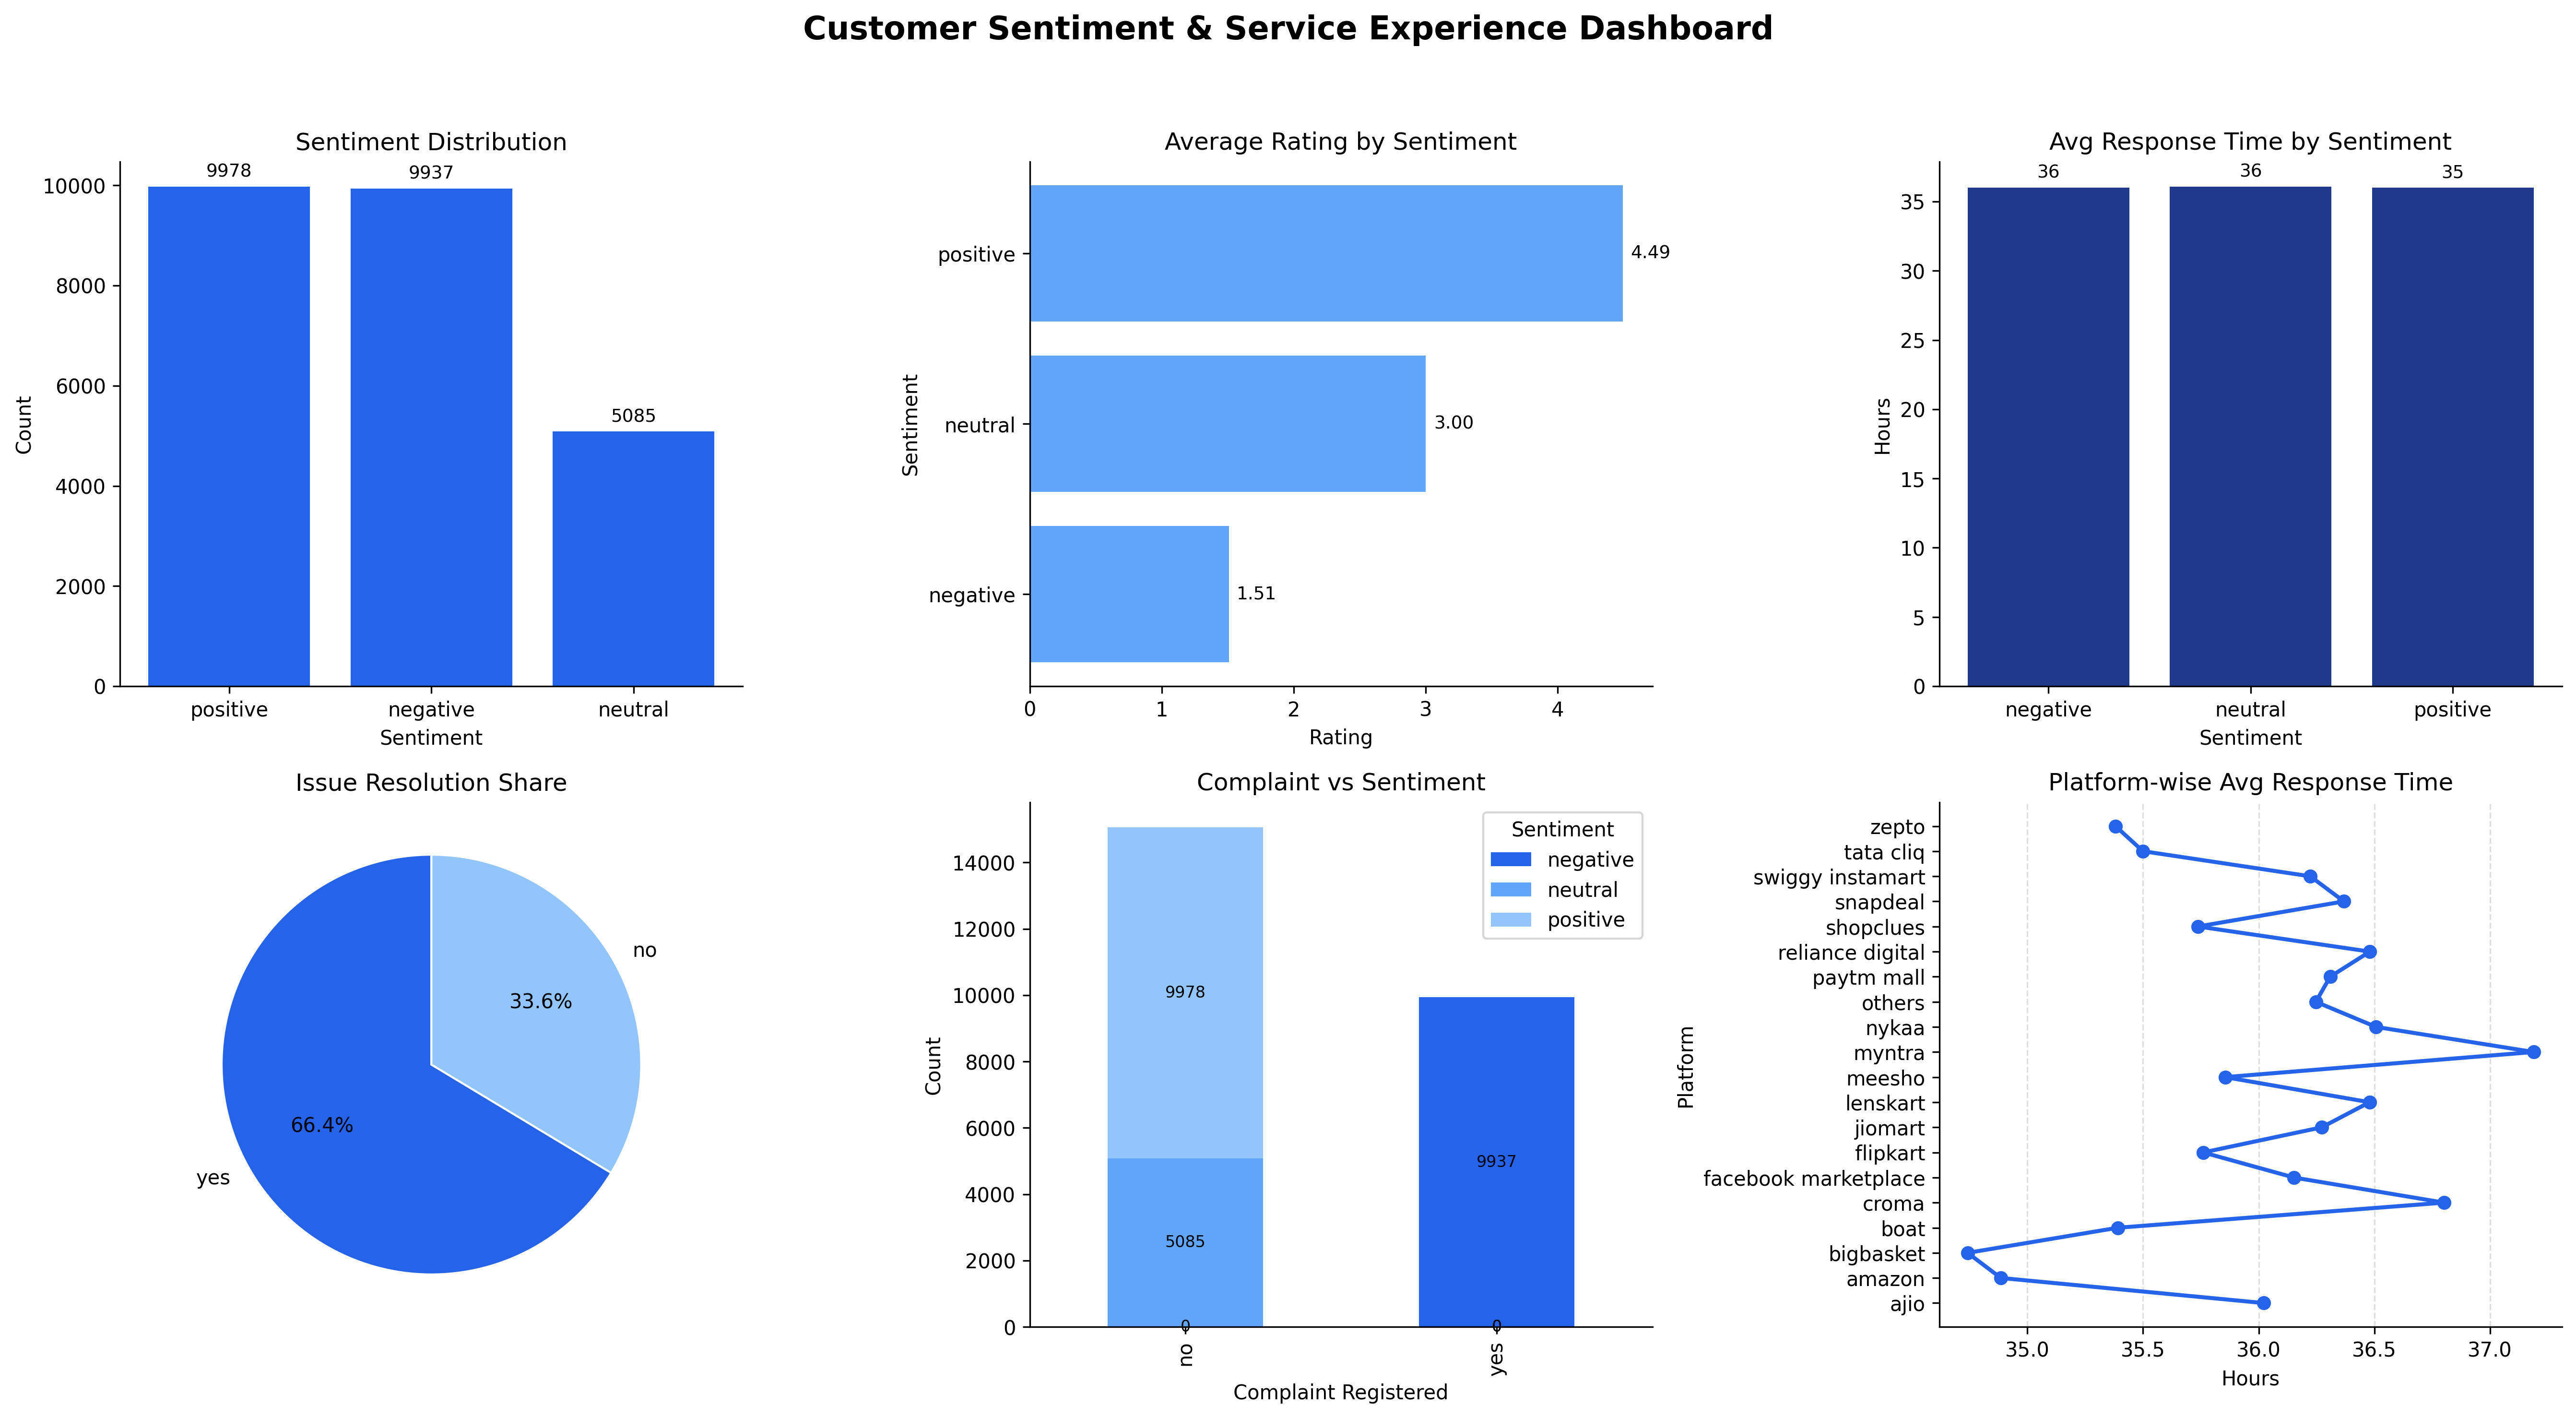 Customer Sentiment & Service Experience Dashboard
Sentiment Distribution
9978
9937
5085
10000
8000
6000
4000
2000
0
Count
positive
negative
neutral
Sentiment
Average Rating by Sentiment
positive
neutral
negative
Sentiment
4.49
3.00
1.51
0 1 2 3 4
Rating
Avg Response Time by Sentiment
36
36
35
35
30
25
20
15
10
5
0
Hours
negative
neutral
positive
Sentiment
Issue Resolution Share
no
33.6%
66.4%
yes
Complaint vs Sentiment
Sentiment
negative
neutral
positive
14000
12000
10000
8000
6000
4000
2000
0
Count
9978
5085
0
9937
0
no
yes
Complaint Registered
Platform-wise Avg Response Time
zepto
tata cliq
swiggy instamart
snapdeal
shopclues
reliance digital
paytm mall
others
nykaa
myntra
meesho
lenskart
jiomart
flipkart
facebook marketplace
croma
boat
bigbasket
amazon
ajio
Platform
35.0 35.5 36.0 36.5 37.0
Hours